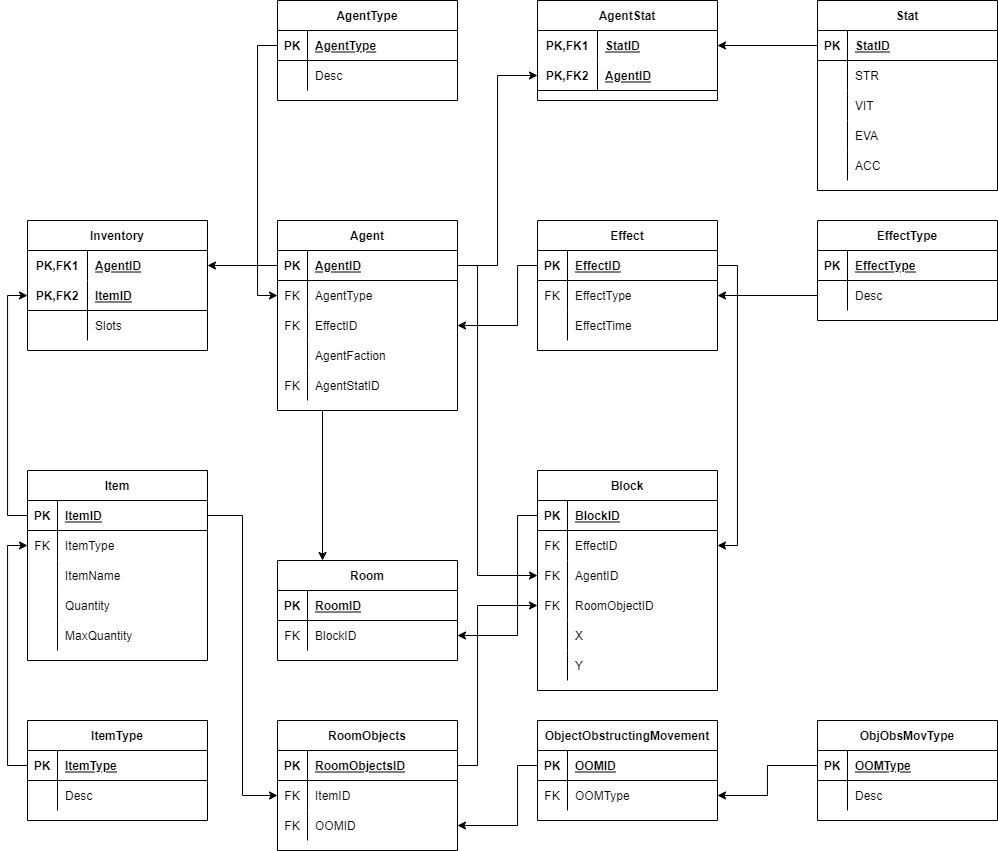 AgentType
PK AgentType
Desc
AgentStat
PK,FK1 StatID
PK,FK2 AgentID
Stat
PK StatID
STR
VIT
EVA
ACC
Inventory
PK,FK1 AgentID
PK,FK2 ItemID
Slots
Agent
PK AgentID
FK AgentType
FK EffectID
AgentFaction
FK AgentStatID
Effect
PK EffectID
FK EffectType
EffectTime
EffectType
PK EffectType
Desc
Item
PK ItemID
FK ItemType
ItemName
Quantity
MaxQuantity
Room
PK RoomID
FK BlockID
Block
PK BlockID
FK EffectID
FK AgentID
FK RoomObjectID
X
Y
ItemType
PK ItemType
Desc
RoomObjects
PK RoomObjectsID
FK ItemID
FK OOMID
ObjectObstructingMovement
PK OOMID
FK OOMType
ObjObsMovType
PK OOMType
Desc